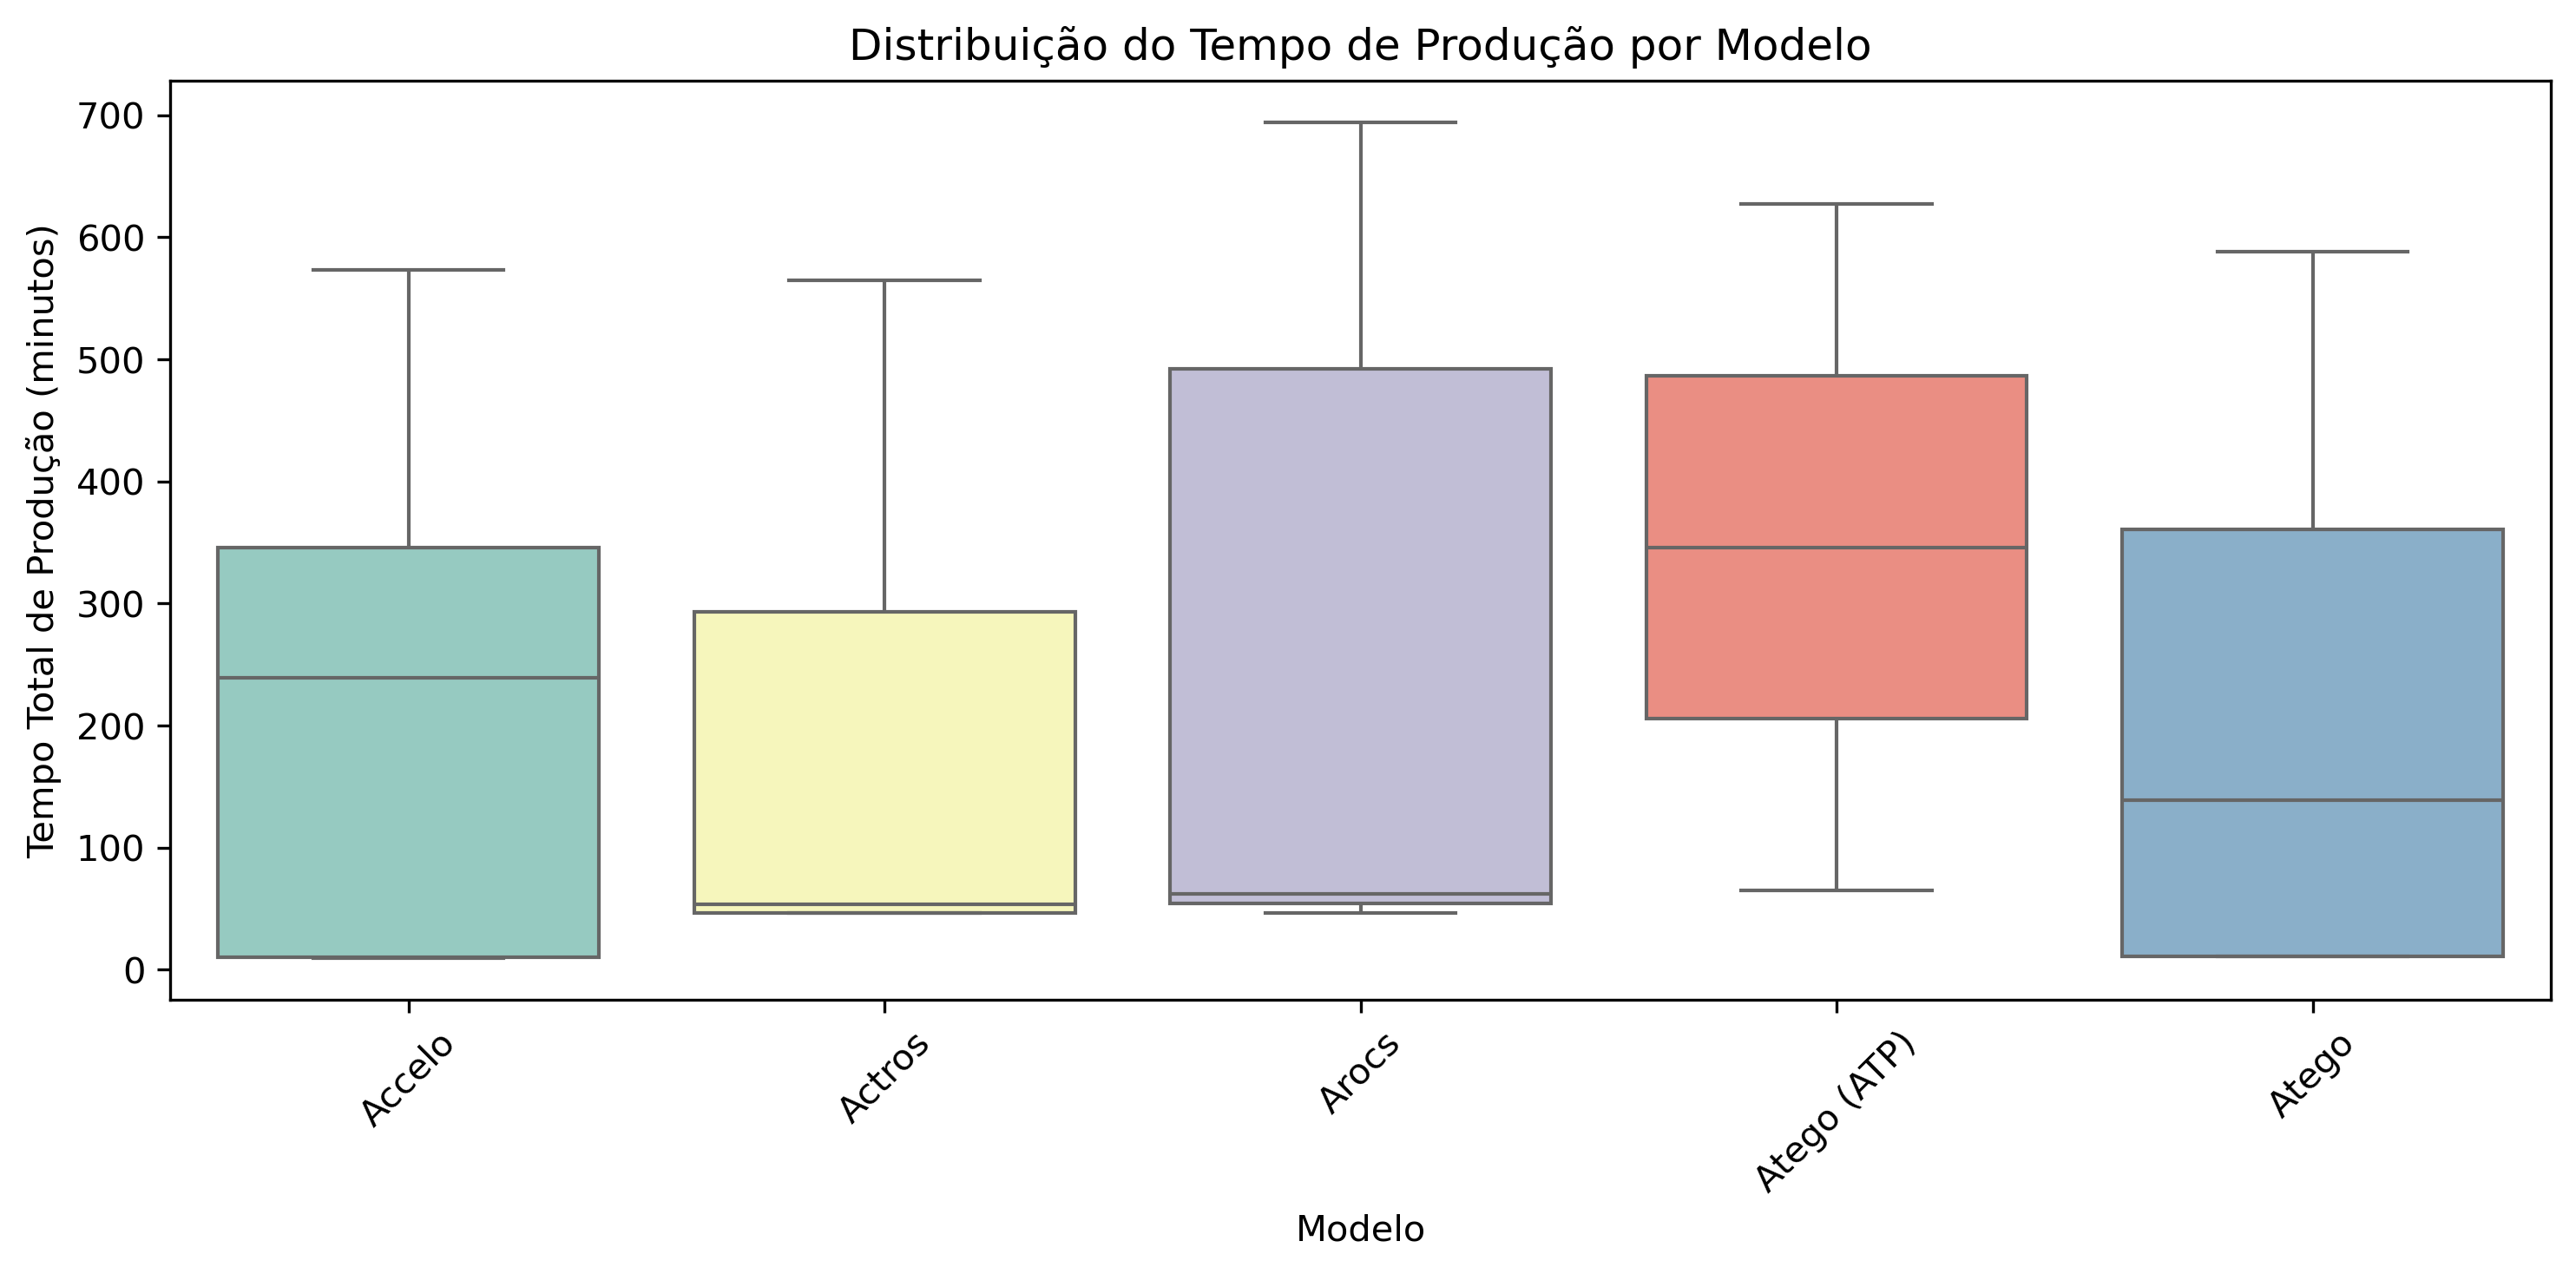 Distribuição do Tempo de Produção por Modelo
Tempo Total de Produção (minutos)
700
600
500
400
300
200
100
0
Accelo
Actros
Arocs
Atego (ATP)
Atego
Modelo